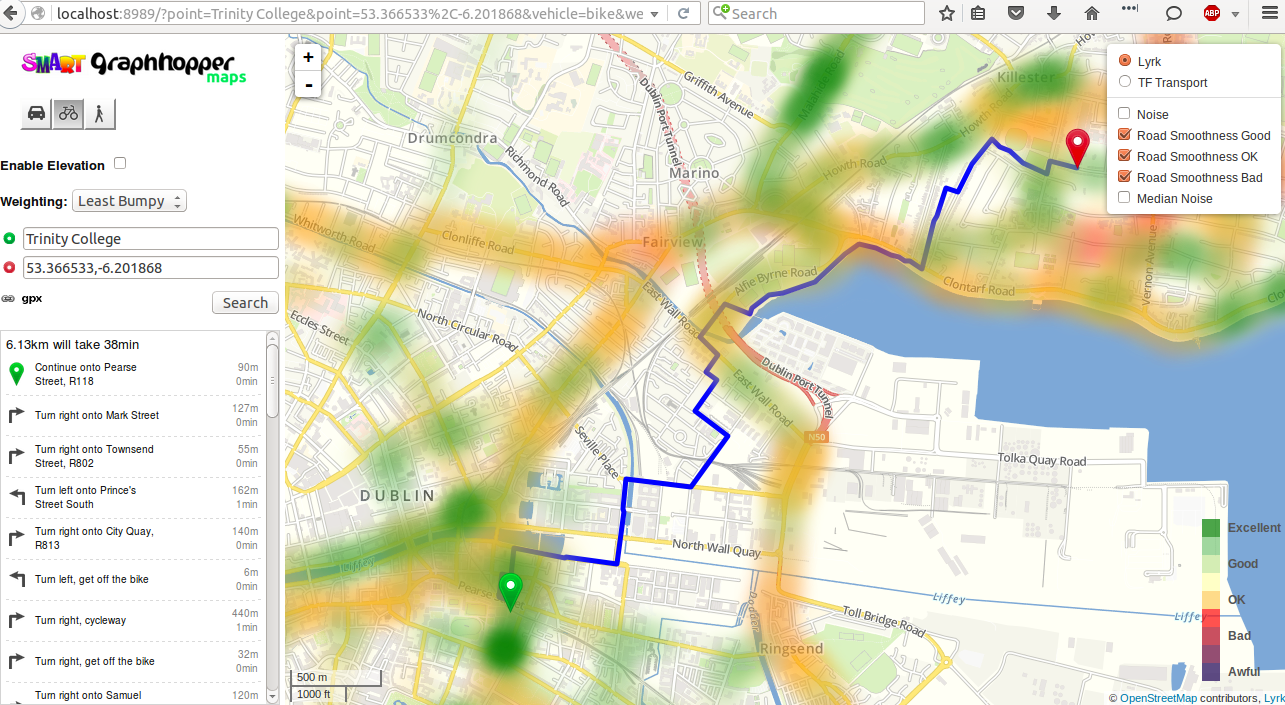 localhost:8989/?point=Trinity College&point=53.366533%2C-6.201868&vehicle=bike&we
Search
ABP
SMART Graphhopper
maps
Enable Elevation
Weighting: Least Bumpy
Trinity College
53.366533,-6.201868
gpx
Search
6.13km will take 38min
Continue onto Pearse Street, R118
90m
0min
Turn right onto Mark Street
127m
0min
Turn right onto Townsend Street, R802
55m
0min
Turn left onto Prince's Street South
162m
1min
Turn right onto City Quay, R813
140m
0min
Turn left, get off the bike
6m
0min
Turn right, cycleway
440m
1min
Turn right, get off the bike
32m
0min
Turn right onto Samuel
120m
+
-
Lyrk
TF Transport
Noise
Road Smoothness Good
Road Smoothness OK
Road Smoothness Bad
Median Noise
Griffith Avenue
Malahide Road
Killester
Howth Road
Drumcondra
Dublin Port Tunnel
Richmond Road
Marino
Howth Road
Whitworth Road
Clonliffe Road
Fairview
Alfie Byrne Road
Clontarf Road
Vernon Avenue
East Wall Road
Eccles Street
North Circular Road
Dublin Port Tunnel
East Wall Road
N50
Seville Place
Tolka Quay Road
DUBLIN
North Wall Quay
Liffey
Liffey
Liffey
Toll Bridge Road
Ringsend
Excellent
Good
OK
Bad
Awful
500 m
1000 ft
© OpenStreetMap contributors, Lyrk